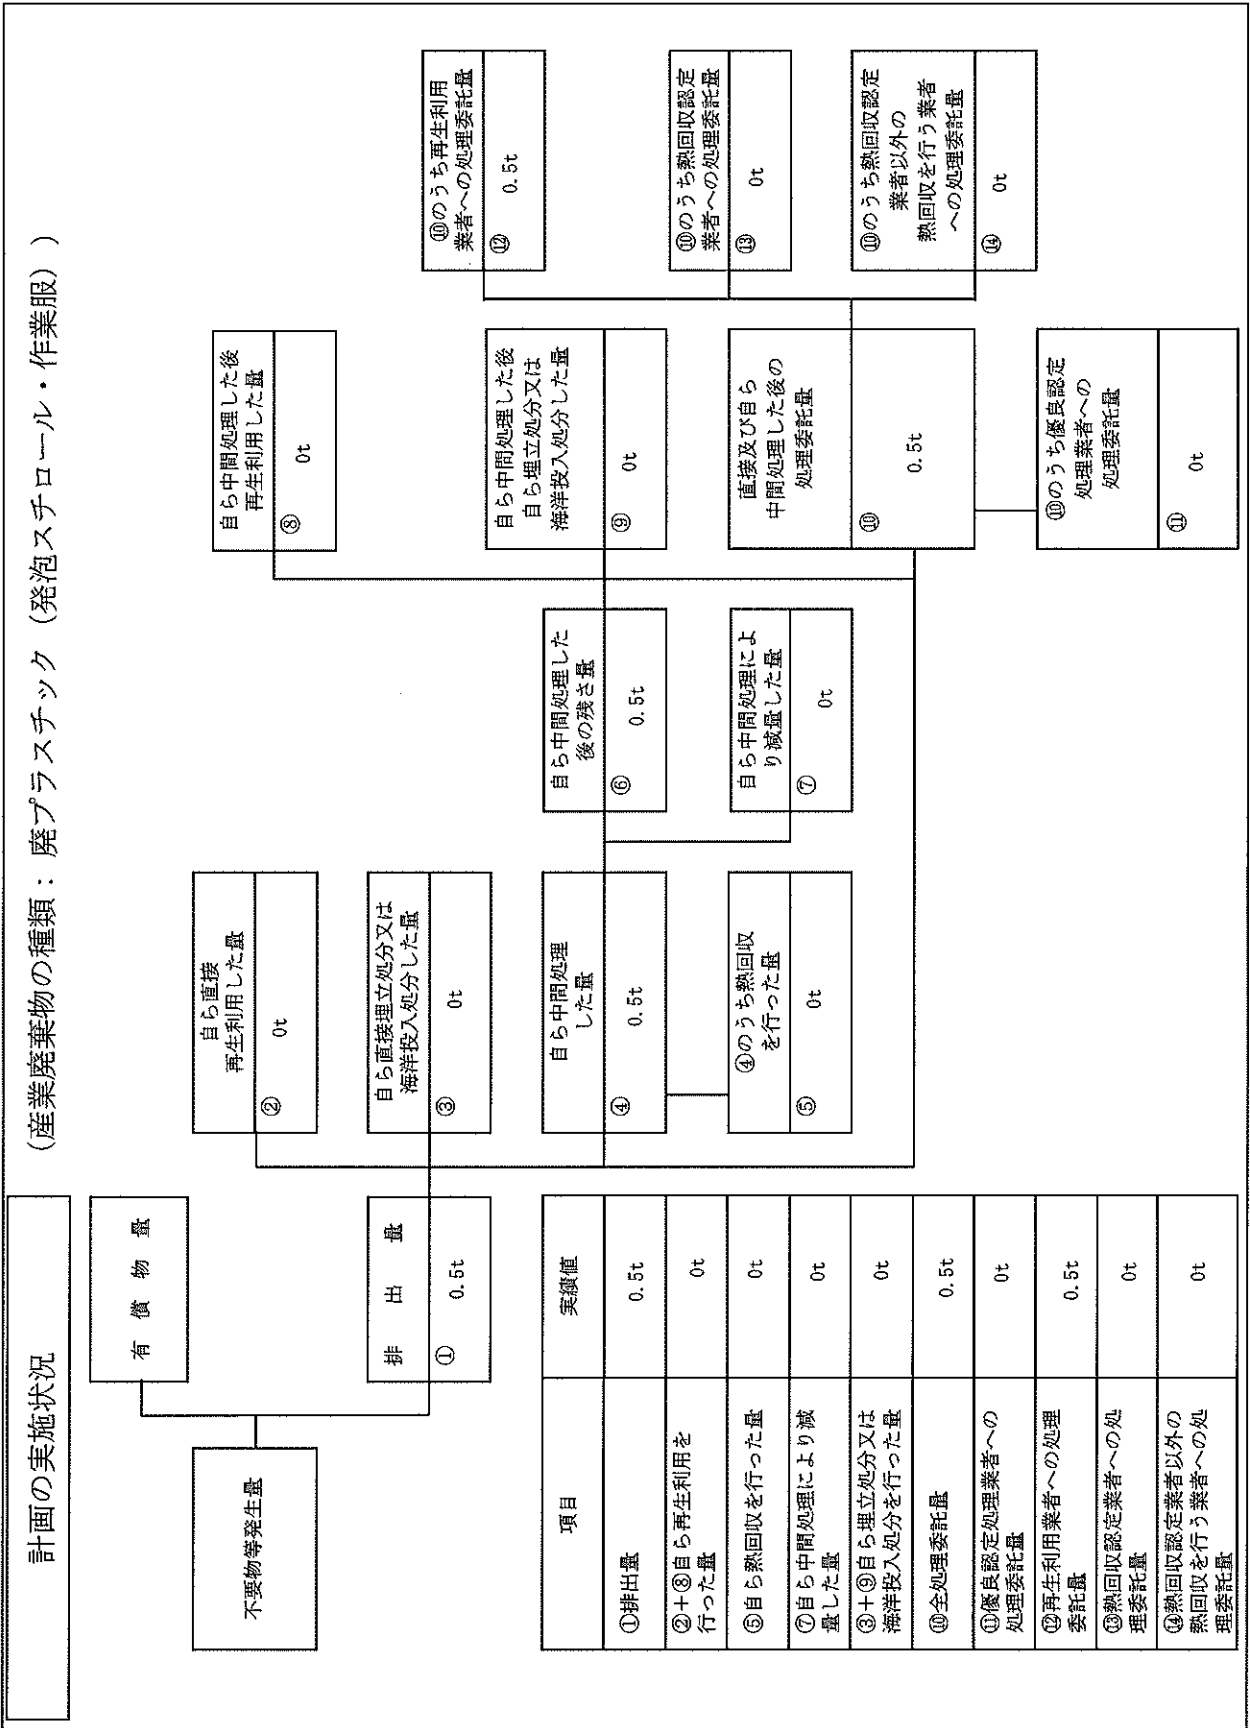 計画の実施状況
(産業廃棄物の種類：廃プラスチック（発泡スチロール・作業服）)
不要物等発生量
有償物量
排出量
① 0.5t
自ら直接
再生利用した量
② 0t
自ら直接埋立処分又は
海洋投入処分した量
③ 0t
自ら中間処理
した量
④ 0.5t
④のうち熱回収
を行った量
⑤ 0t
自ら中間処理した
後の残さ量
⑥ 0.5t
自ら中間処理によ
り減量した量
⑦ 0t
自ら中間処理した後
再生利用した量
⑧ 0t
自ら中間処理した後
自ら埋立処分又は
海洋投入処分した量
⑨ 0t
直接及び自ら
中間処理した後の
処理委託量
⑩ 0.5t
⑩のうち優良認定
処理業者への
処理委託量
⑪ 0t
⑩のうち再生利用
業者への処理委託量
⑫ 0.5t
⑩のうち熱回収認定
業者への処理委託量
⑬ 0t
⑩のうち熱回収認定
業者以外の
熱回収を行う業者
への処理委託量
⑭ 0t
項目 実績値
①排出量 0.5t
②＋⑧自ら再生利用を
行った量 0t
⑤自ら熱回収を行った量 0t
⑦自ら中間処理により減
量した量 0t
③＋⑨自ら埋立処分又は
海洋投入処分を行った量 0t
⑩全処理委託量 0.5t
⑪優良認定処理業者への
処理委託量 0t
⑫再生利用業者への処理
委託量 0.5t
⑬熱回収認定業者への処
理委託量 0t
⑭熱回収認定業者以外の
熱回収を行う業者への処
理委託量 0t